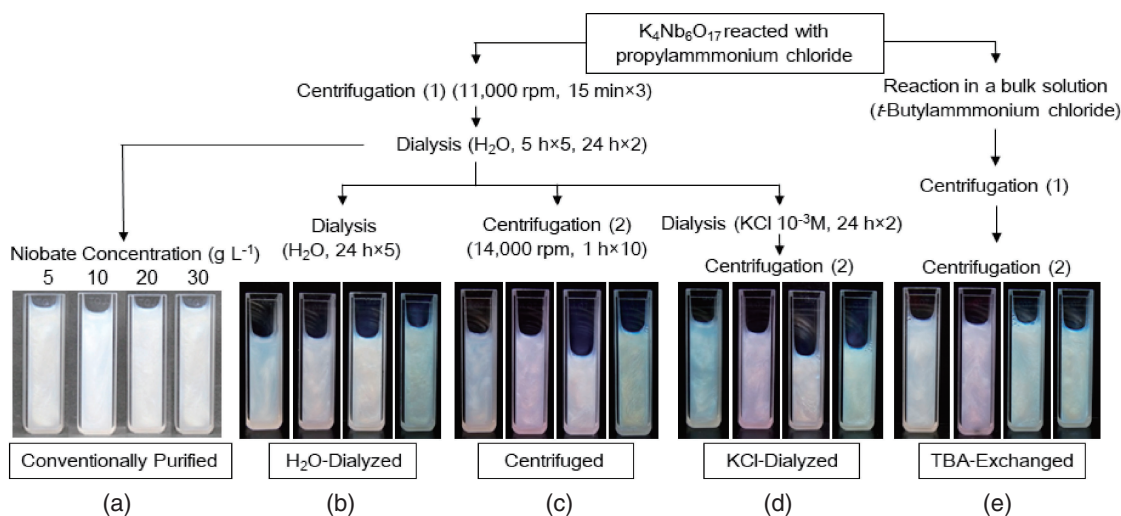 K4Nb6O17 reacted with
propylammmonium chloride
Centrifugation (1) (11,000 rpm, 15 min×3)
Reaction in a bulk solution
(t-Butylammmonium chloride)
Dialysis (H2O, 5 h×5, 24 h×2)
Centrifugation (1)
Dialysis
(H2O, 24 h×5)
Centrifugation (2)
(14,000 rpm, 1 h×10)
Dialysis (KCl 10-3M, 24 h×2)
Centrifugation (2)
Centrifugation (2)
Niobate Concentration (g L-1)
5 10 20 30
Conventionally Purified
H2O-Dialyzed
Centrifuged
KCl-Dialyzed
TBA-Exchanged
(a) (b) (c) (d) (e)